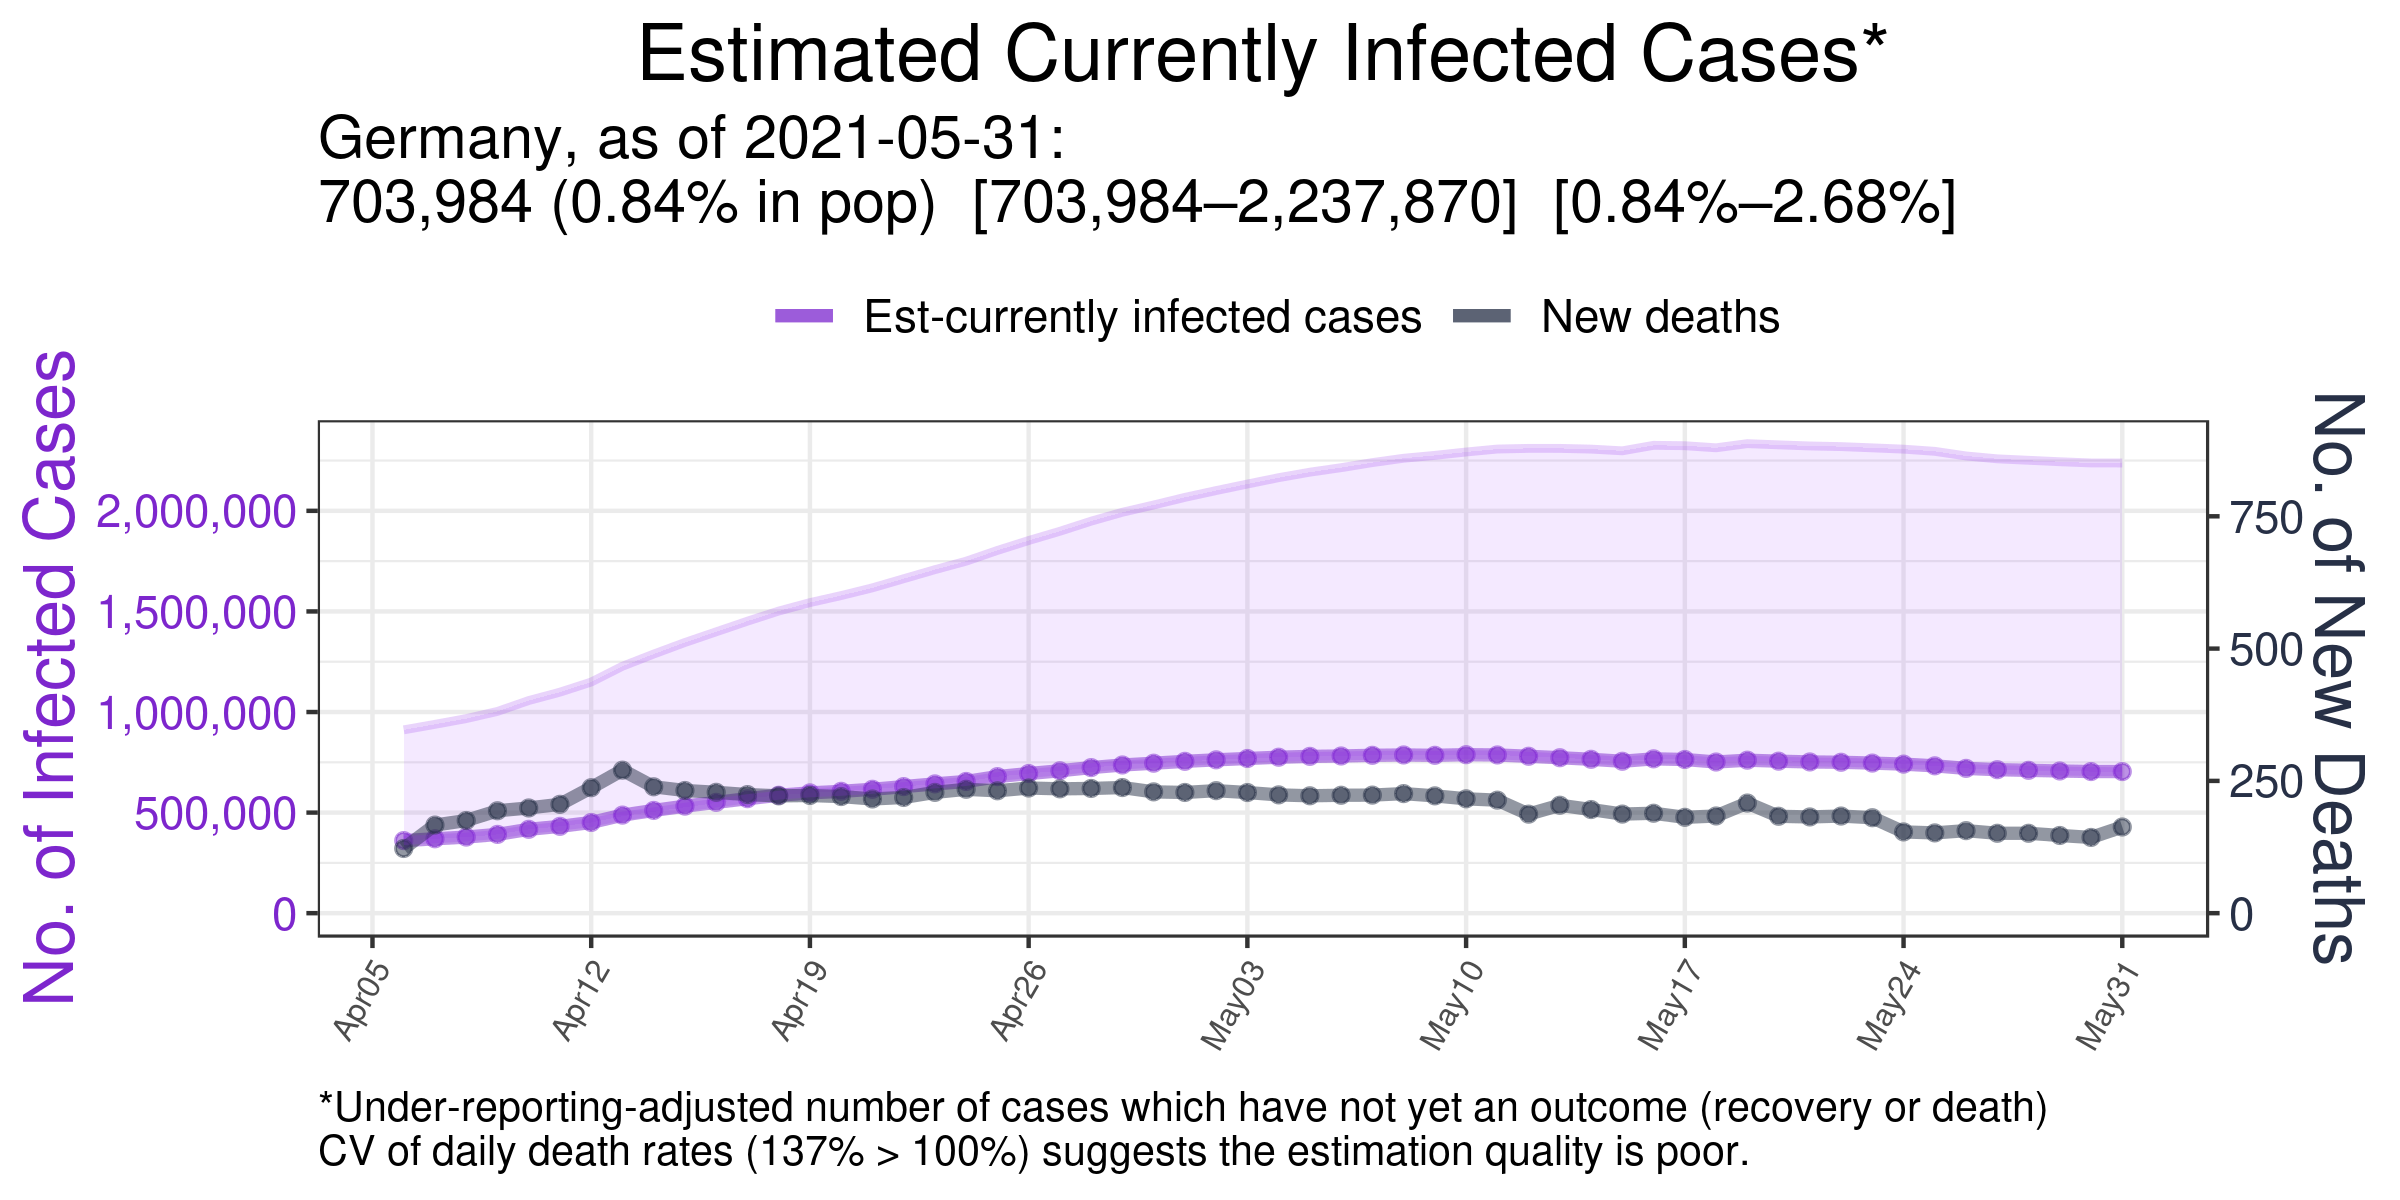 Estimated Currently Infected Cases*
Germany, as of 2021-05-31:
703,984 (0.84% in pop)  [703,984–2,237,870]  [0.84%–2.68%]
Est-currently infected cases
New deaths
No. of Infected Cases
2,000,000
1,500,000
1,000,000
500,000
0
No. of New Deaths
750
500
250
0
Apr05
Apr12
Apr19
Apr26
May03
May10
May17
May24
May31
*Under-reporting-adjusted number of cases which have not yet an outcome (recovery or death)
CV of daily death rates (137% > 100%) suggests the estimation quality is poor.